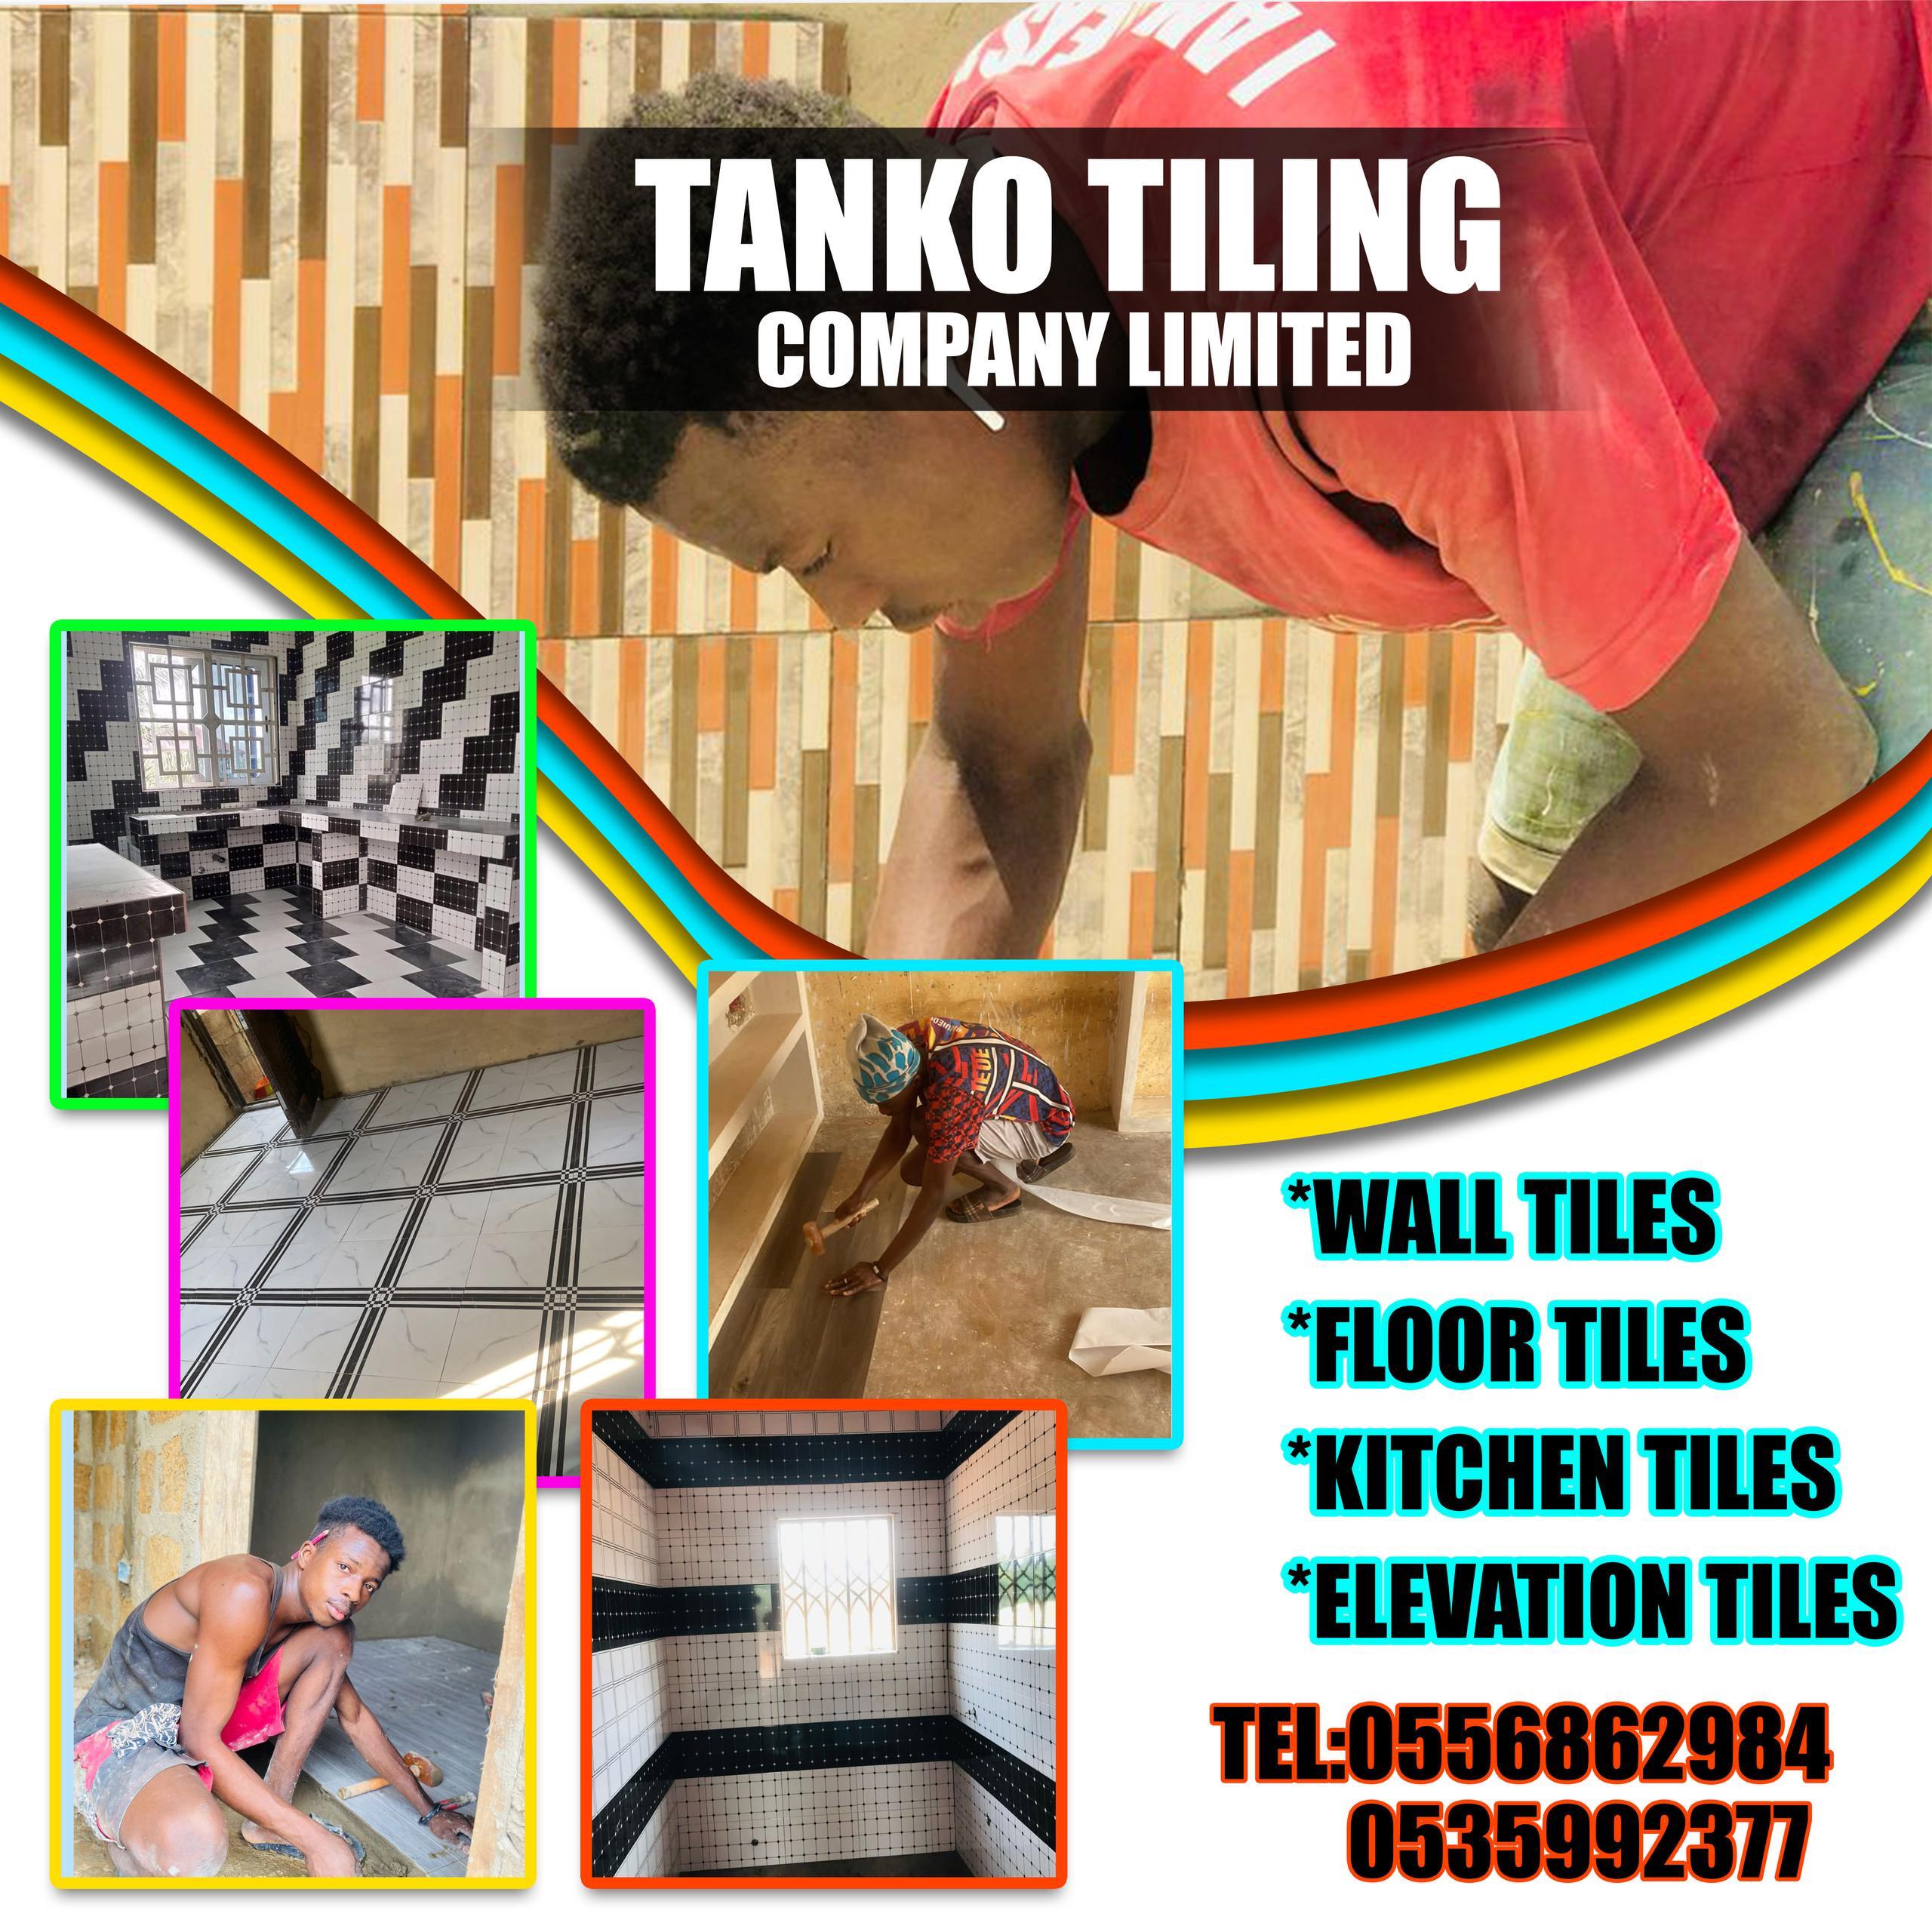 TANKO TILING
COMPANY LIMITED
*WALL TILES
*FLOOR TILES
*KITCHEN TILES
*ELEVATION TILES
TEL:0556862984
0535992377